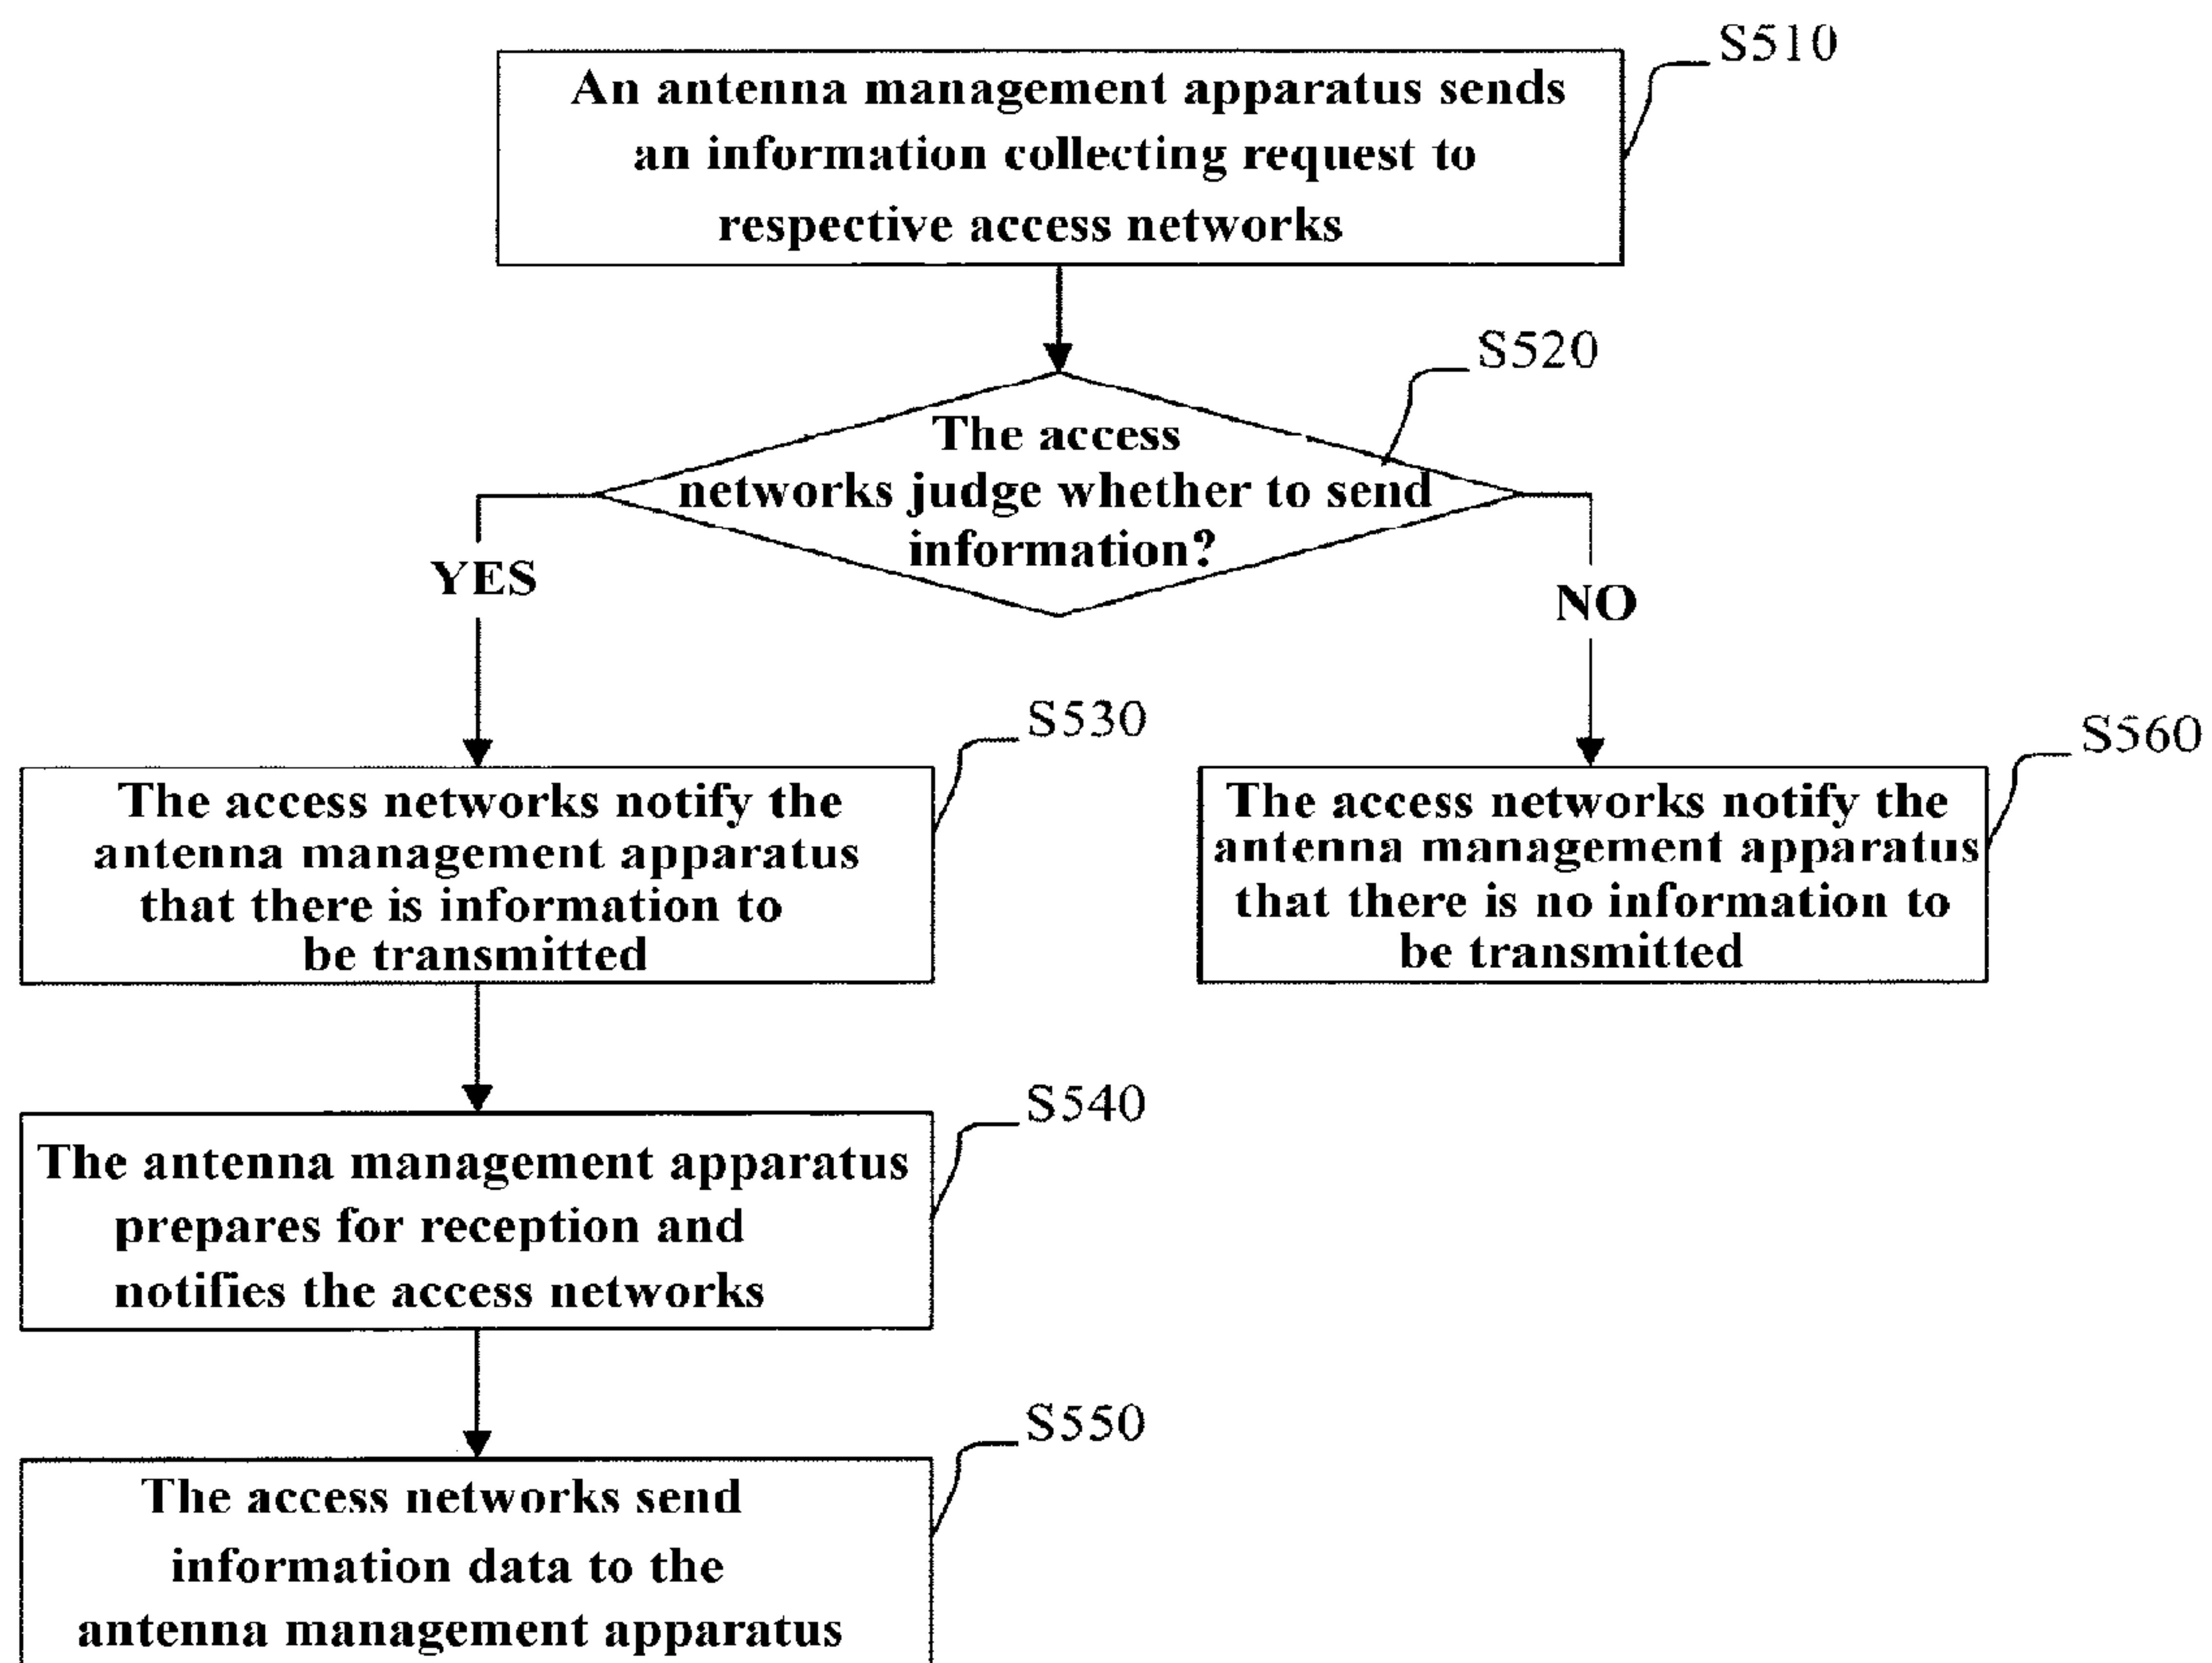 S510
An antenna management apparatus sends
an information collecting request to
respective access networks
S520
The access
networks judge whether to send
information?
YES
NO
S530
The access networks notify the
antenna management apparatus
that there is information to
be transmitted
S560
The access networks notify the
antenna management apparatus
that there is no information to
be transmitted
S540
The antenna management apparatus
prepares for reception and
notifies the access networks
S550
The access networks send
information data to the
antenna management apparatus